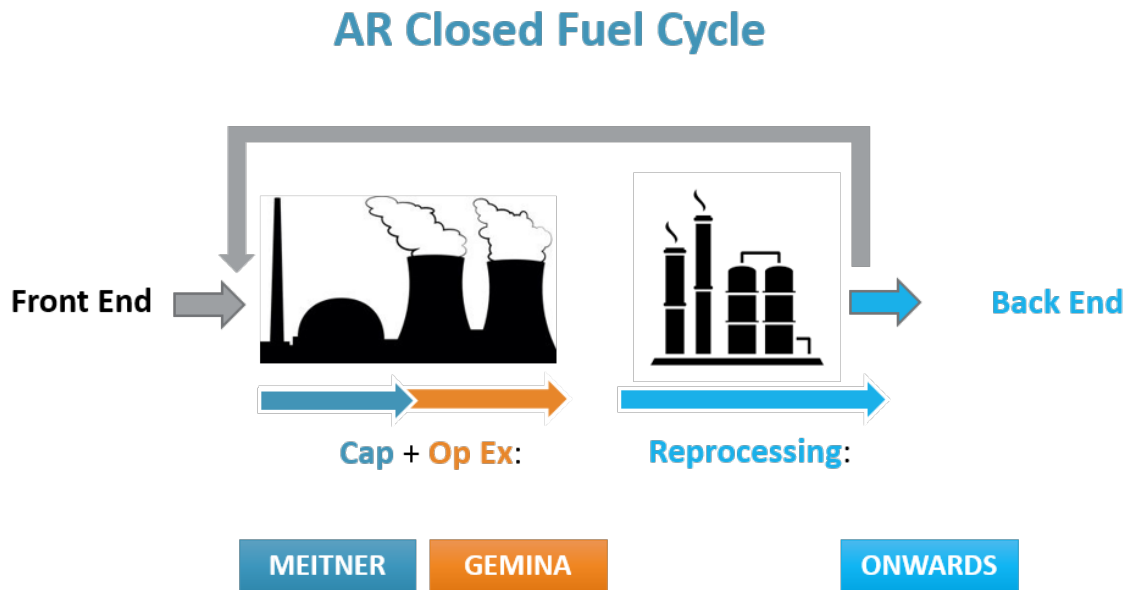 AR Closed Fuel Cycle
Front End
Back End
Cap + Op Ex:
Reprocessing:
MEITNER
GEMINA
ONWARDS